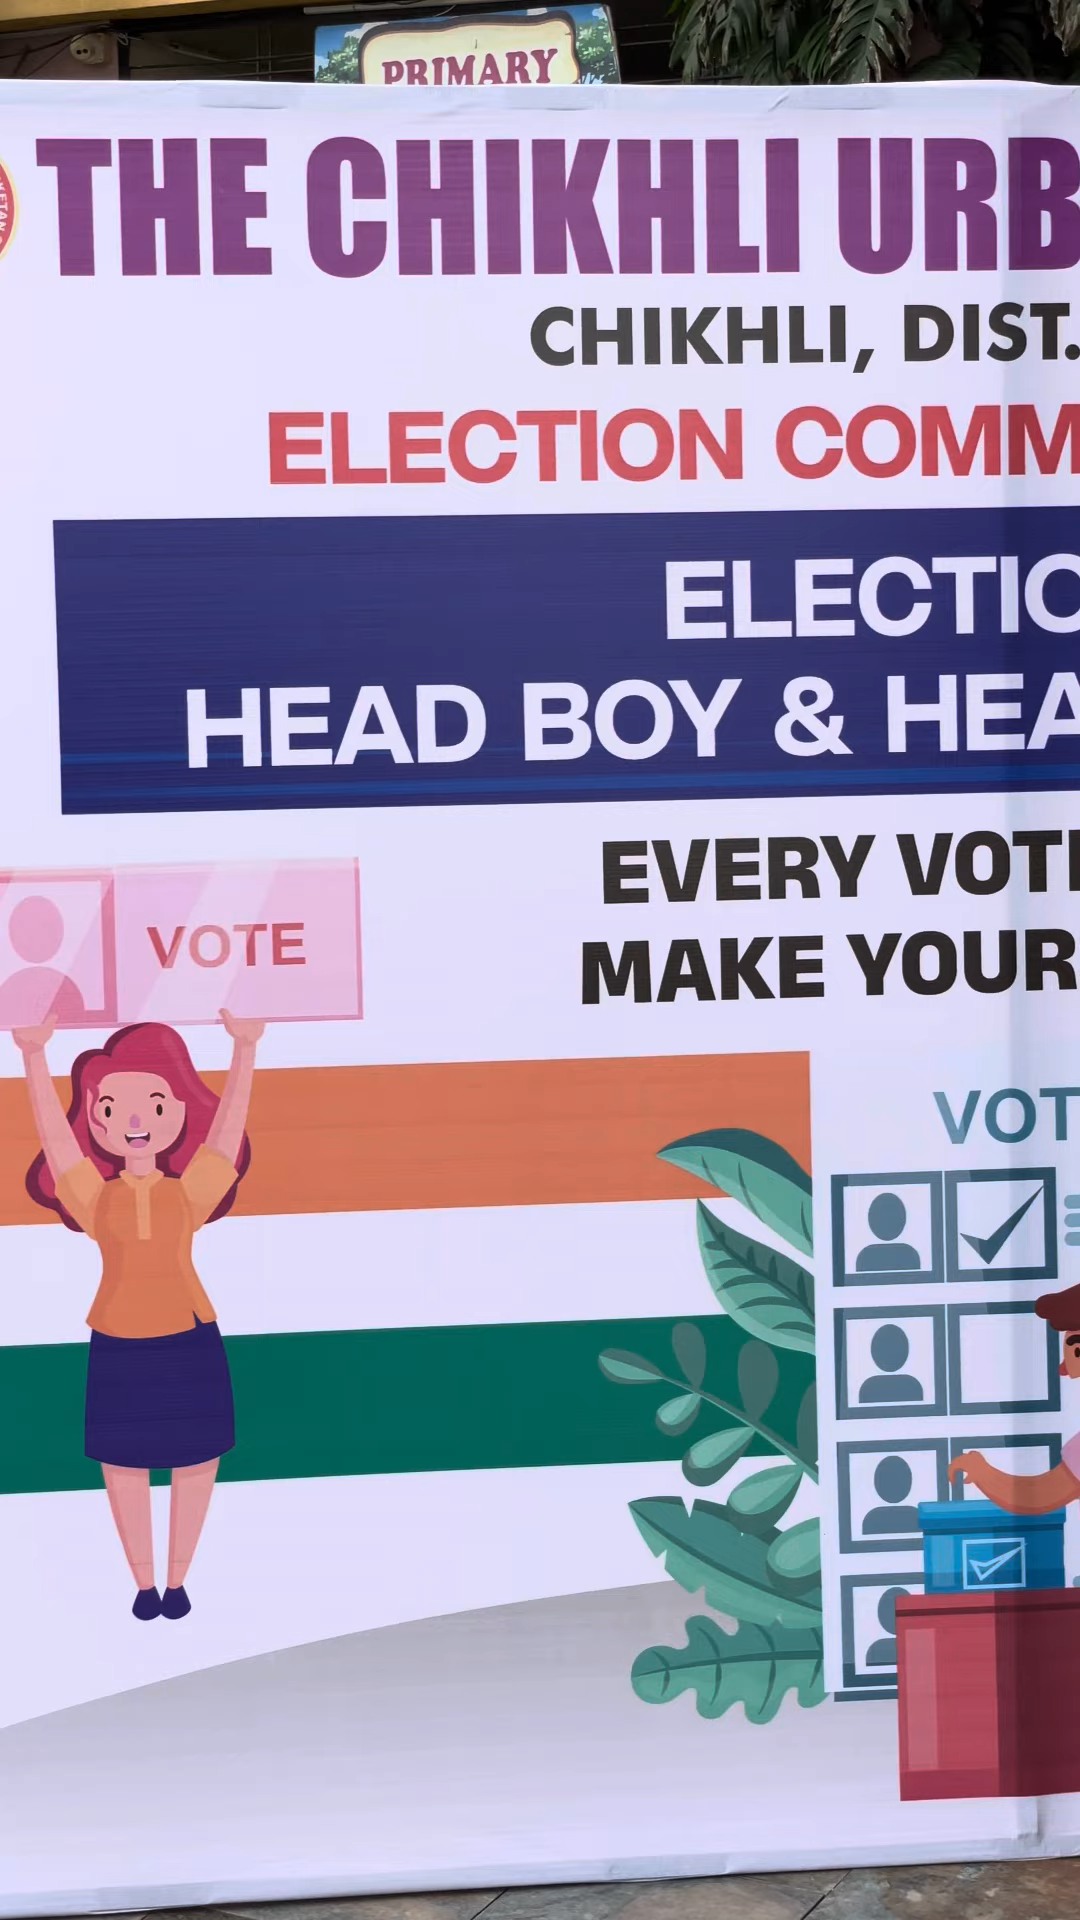 PRIMARY
THE CHIKHLI URB
CHIKHLI, DIST.
ELECTION COMM
ELECTIO
HEAD BOY & HEA
EVERY VOT
MAKE YOUR
VOTE
VOT